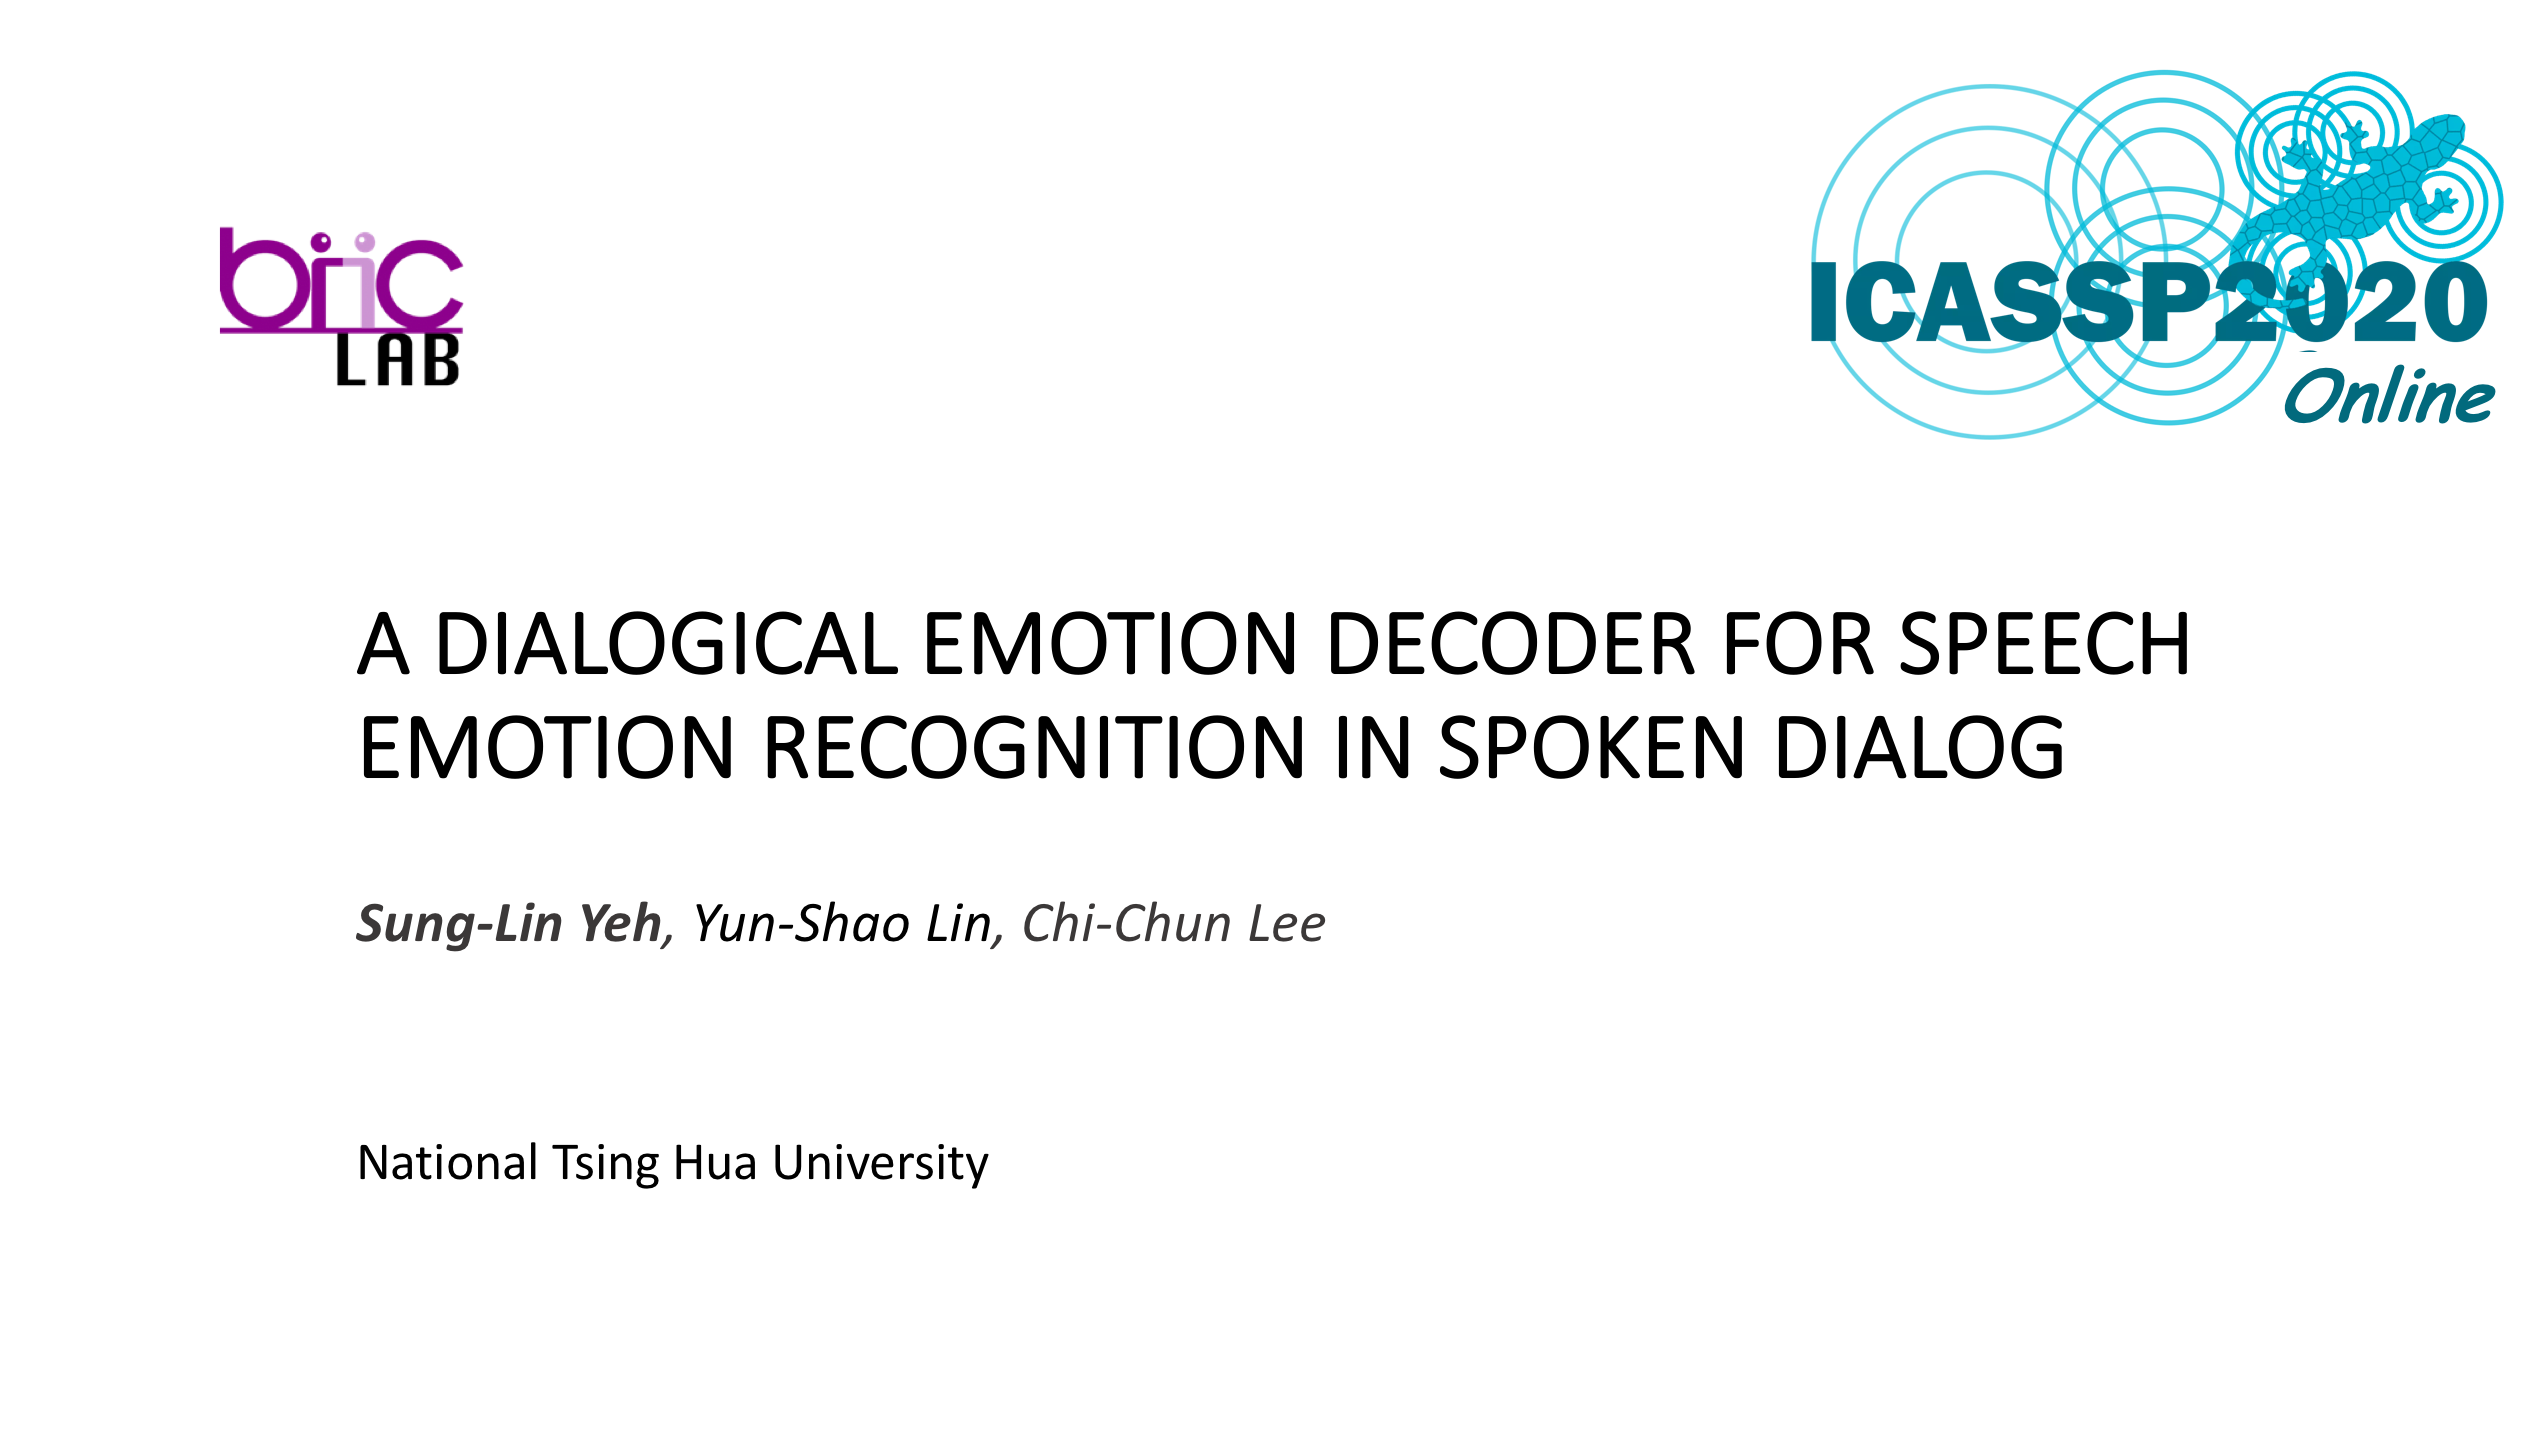 biic
LAB
ICASSP2020
Online
A DIALOGICAL EMOTION DECODER FOR SPEECH
EMOTION RECOGNITION IN SPOKEN DIALOG
Sung-Lin Yeh, Yun-Shao Lin, Chi-Chun Lee
National Tsing Hua University